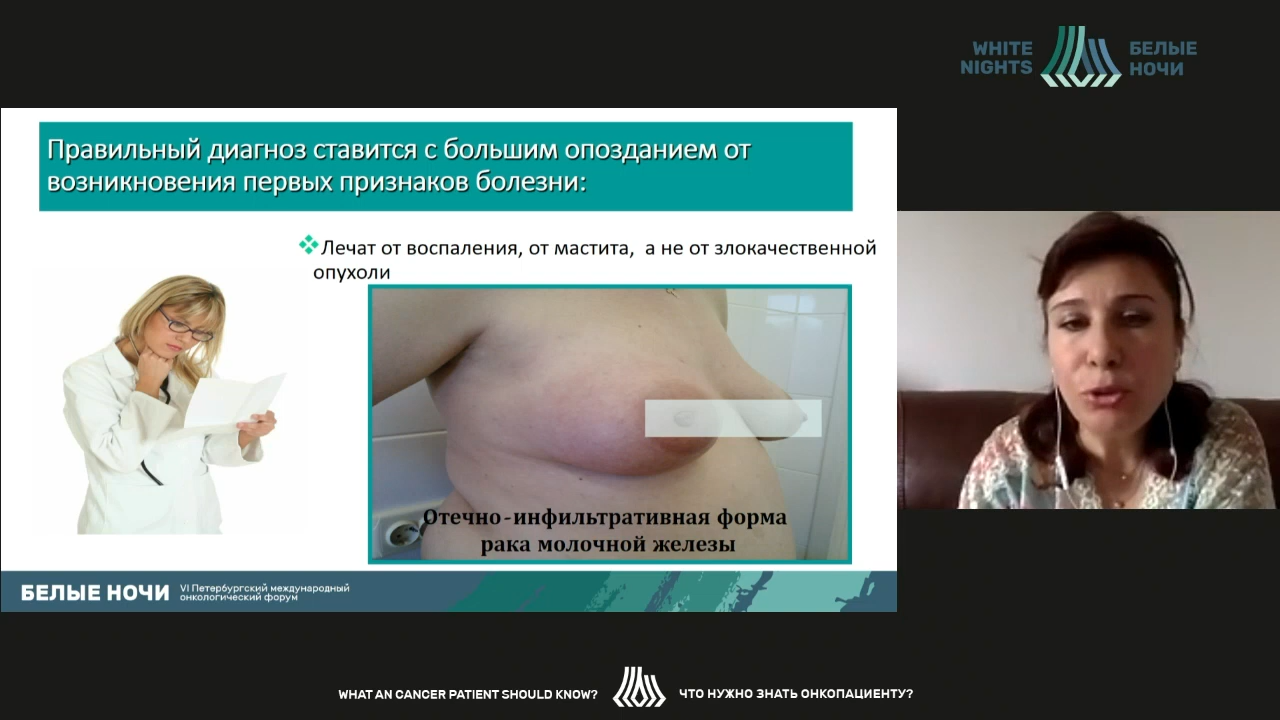 WHITE
NIGHTS
БЕЛЫЕ
НОЧИ
Правильный диагноз ставится с большим опозданием от
возникновения первых признаков болезни:
Лечат от воспаления, от мастита, а не от злокачественной
опухоли
Отечно-инфильтративная форма
рака молочной железы
БЕЛЫЕ НОЧИ
VI Петербургский международный
онкологический форум
WHAT AN CANCER PATIENT SHOULD KNOW?
ЧТО НУЖНО ЗНАТЬ ОНКОПАЦИЕНТУ?